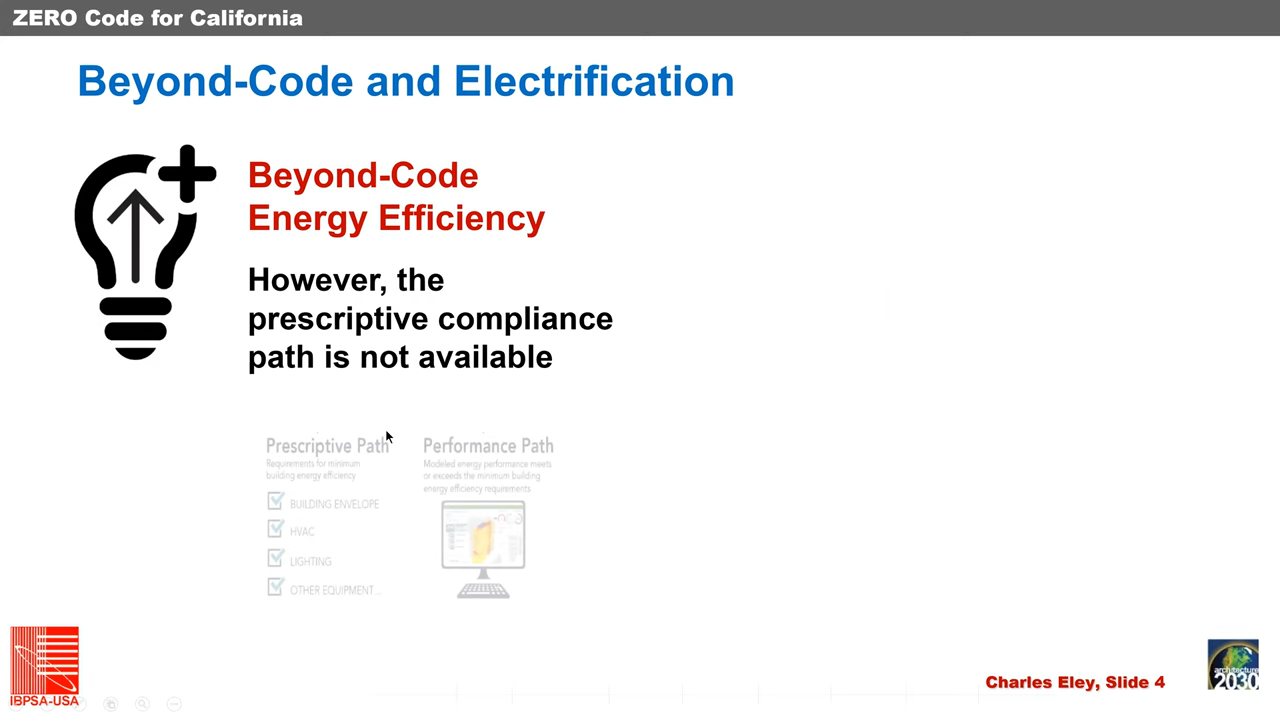 ZERO Code for California
Beyond-Code and Electrification
Beyond-Code
Energy Efficiency
However, the
prescriptive compliance
path is not available
Prescriptive Path
Requirements for minimum
building energy efficiency
BUILDING ENVELOPE
HVAC
LIGHTING
OTHER EQUIPMENT...
Performance Path
Modeled energy performance meets
or exceeds the minimum building
energy efficiency requirements
IBPSA-USA
Charles Eley, Slide 4
architecture
2030